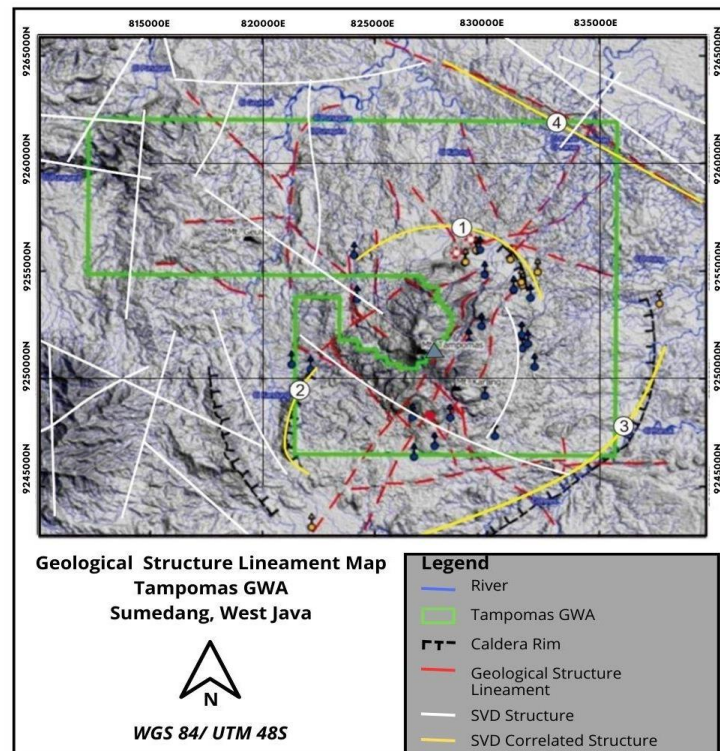 815000E 820000E 825000E 830000E 835000E
9265000N 9265000N
9260000N 9260000N
9255000N 9255000N
9250000N 9250000N
9245000N 9245000N
4
1
Tampomas
2
3
Geological Structure Lineament Map
Tampomas GWA
Sumedang, West Java
N
WGS 84/ UTM 48S
Legend
River
Tampomas GWA
Caldera Rim
Geological Structure
Lineament
SVD Structure
SVD Correlated Structure